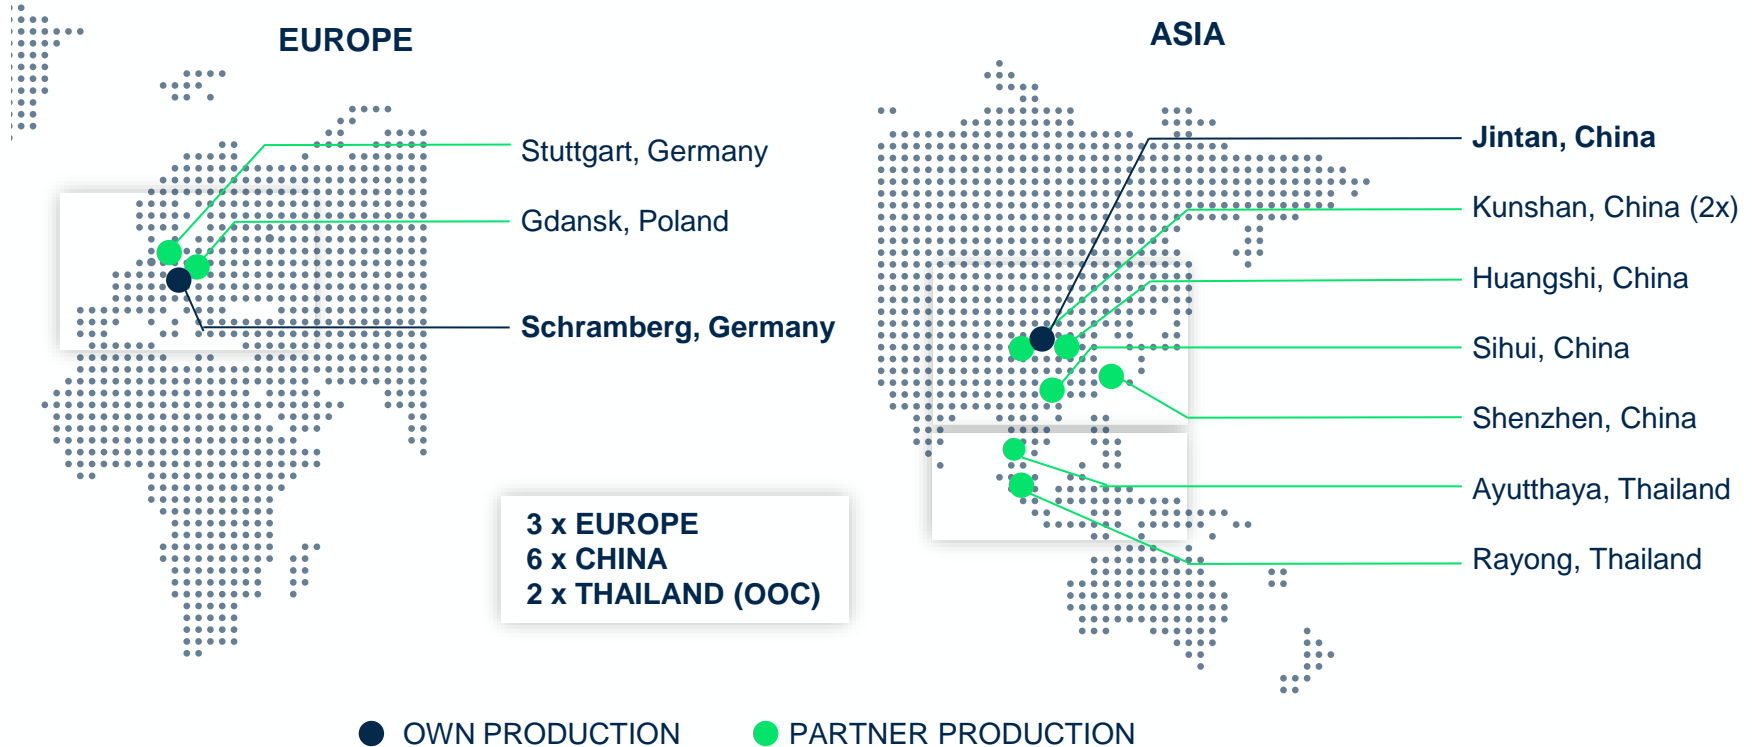 EUROPE
Stuttgart, Germany
Gdansk, Poland
Schramberg, Germany
3 x EUROPE
6 x CHINA
2 x THAILAND (OOC)
ASIA
Jintan, China
Kunshan, China (2x)
Huangshi, China
Sihui, China
Shenzhen, China
Ayutthaya, Thailand
Rayong, Thailand
OWN PRODUCTION
PARTNER PRODUCTION